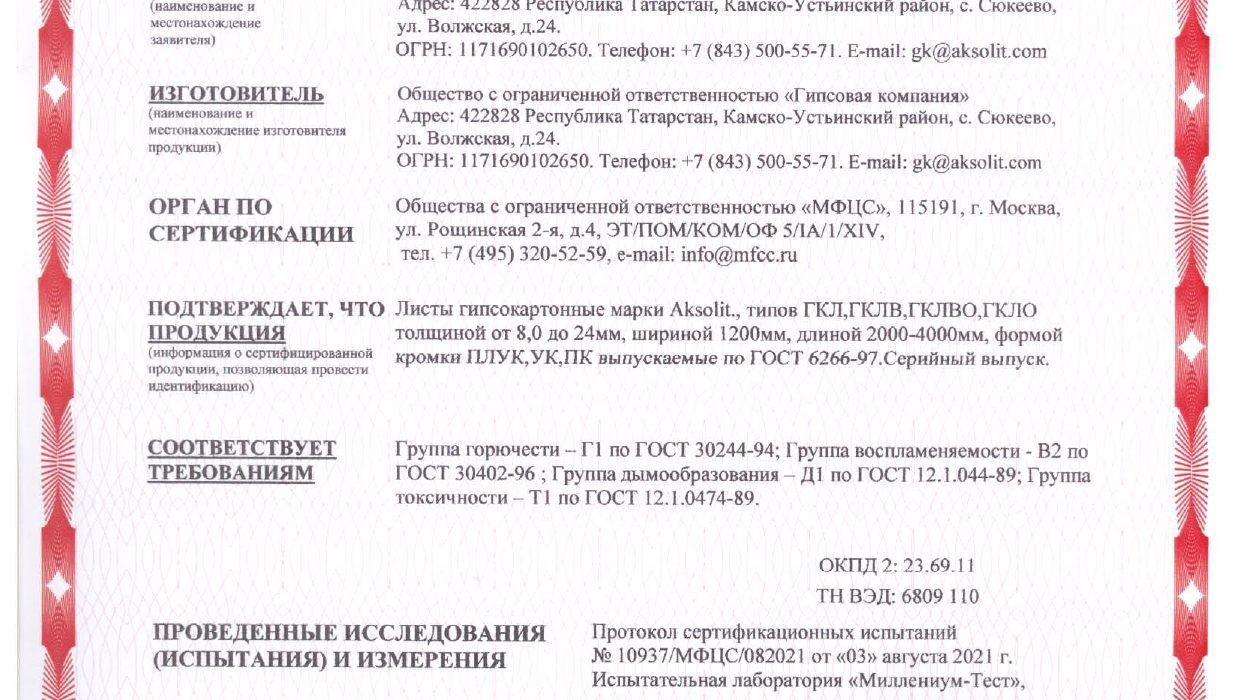 (наименование и
местонахождение
заявителя)
Адрес: 422828 Республика Татарстан, Камско-Устьинский район, с. Сюкеево,
ул. Волжская, д.24.
ОГРН: 1171690102650. Телефон: +7 (843) 500-55-71. E-mail: gk@aksolit.com
ИЗГОТОВИТЕЛЬ
(наименование и
местонахождение изготовителя
продукции)
Общество с ограниченной ответственностью «Гипсовая компания»
Адрес: 422828 Республика Татарстан, Камско-Устьинский район, с. Сюкеево,
ул. Волжская, д.24.
ОГРН: 1171690102650. Телефон: +7 (843) 500-55-71. E-mail: gk@aksolit.com
ОРГАН ПО
СЕРТИФИКАЦИИ
Общества с ограниченной ответственностью «МФЦС», 115191, г. Москва,
ул. Рощинская 2-я, д.4, ЭТ/ПОМ/КОМ/ОФ 5/IA/1/XIV,
тел. +7 (495) 320-52-59, e-mail: info@mfcc.ru
ПОДТВЕРЖДАЕТ, ЧТО
ПРОДУКЦИЯ
(информация о сертифицированной
продукции, позволяющая провести
идентификацию)
Листы гипсокартонные марки Aksolit., типов ГКЛ,ГКЛВ,ГКЛВО,ГКЛО
толщиной от 8,0 до 24мм, шириной 1200мм, длиной 2000-4000мм, формой
кромки ПЛУК,УК,ПК выпускаемые по ГОСТ 6266-97.Серийный выпуск.
СООТВЕТСТВУЕТ
ТРЕБОВАНИЯМ
Группа горючести – Г1 по ГОСТ 30244-94; Группа воспламеняемости - В2 по
ГОСТ 30402-96 ; Группа дымообразования – Д1 по ГОСТ 12.1.044-89; Группа
токсичности – Т1 по ГОСТ 12.1.0474-89.
ОКПД 2: 23.69.11
ТН ВЭД: 6809 110
ПРОВЕДЕННЫЕ ИССЛЕДОВАНИЯ
(ИСПЫТАНИЯ) И ИЗМЕРЕНИЯ
Протокол сертификационных испытаний
№ 10937/МФЦС/082021 от «03» августа 2021 г.
Испытательная лаборатория «Миллениум-Тест»,